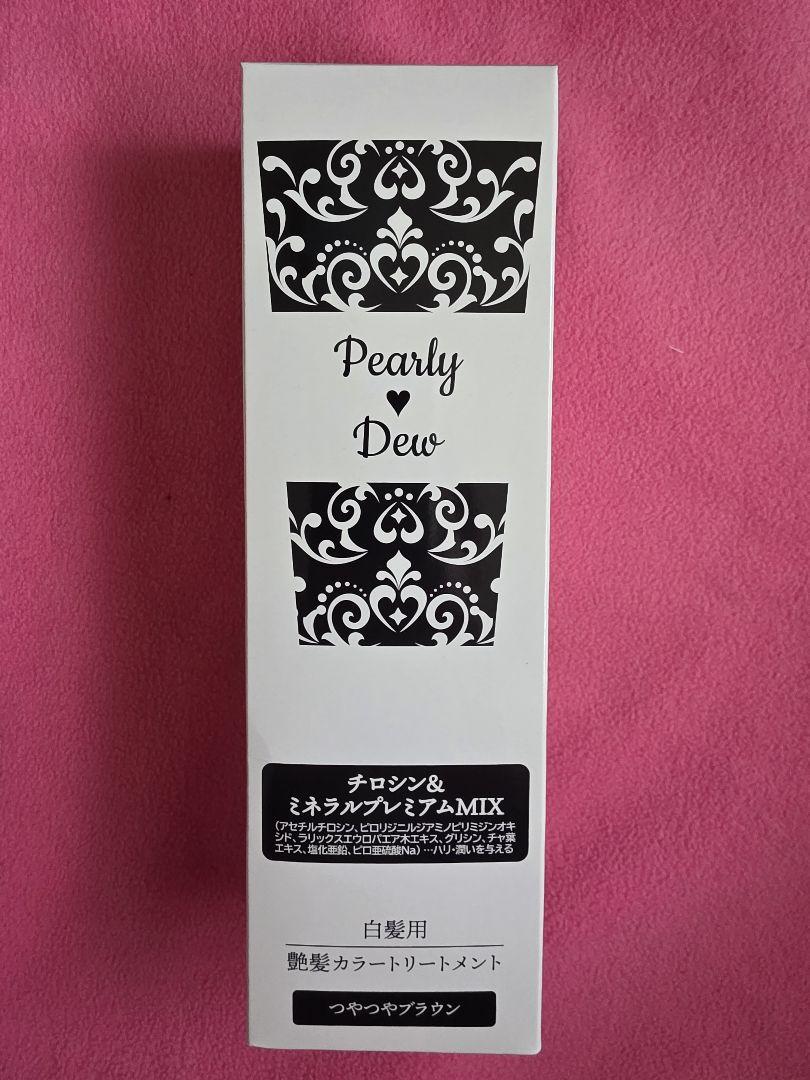 Pearly
♥
Dew
チロシン&
ミネラルプレミアムMIX
(アセチルチロシン、ピロリジニルジアミノピリミジンオキ
シド、ラリックスエウロパエア木エキス、グリシン、チャ葉
エキス、塩化亜鉛、ピロ亜硫酸Na)…ハリ・潤いを与える
白髪用
艶髪カラートリートメント
つやつやブラウン